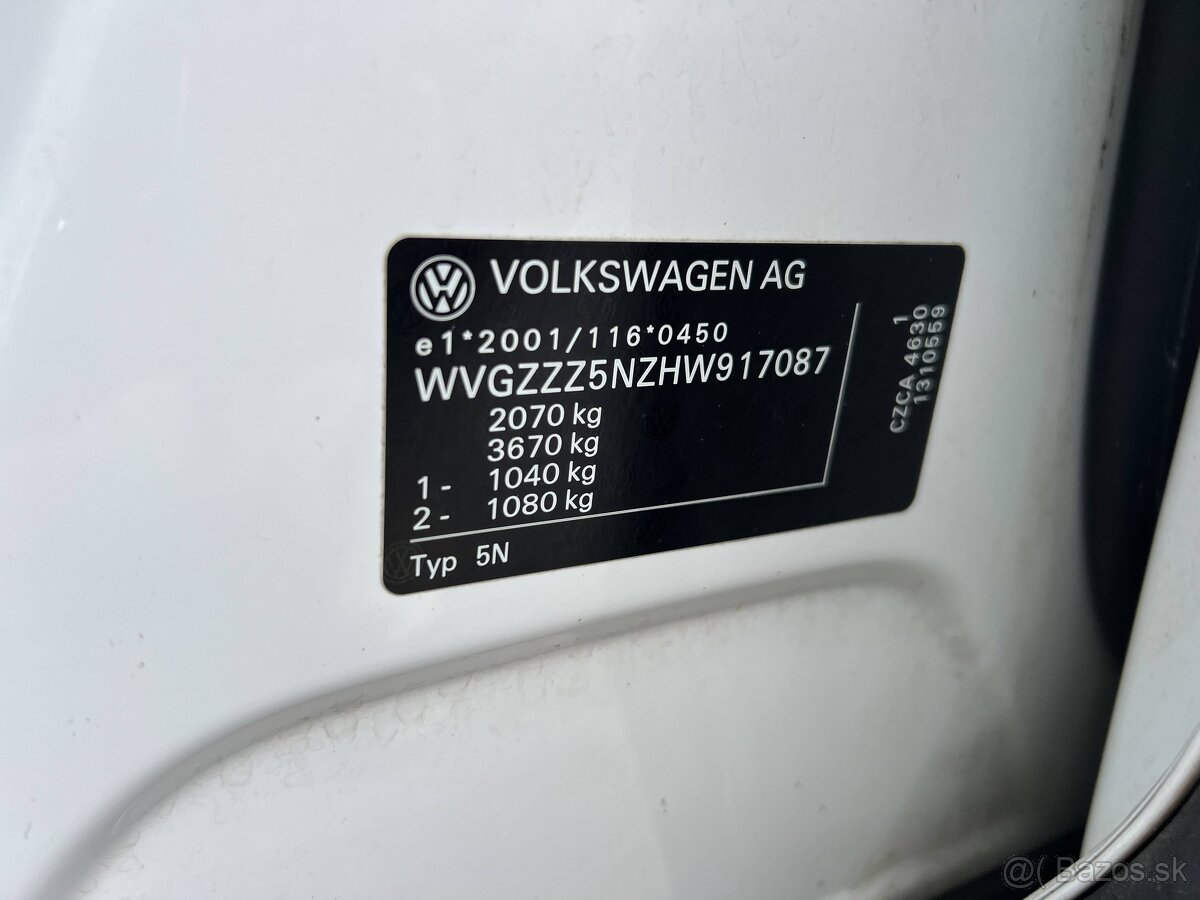 VOLKSWAGEN AG
e1*2001/116*0450
WVGZZZ5NZHW917087
2070 kg
3670 kg
1 - 1040 kg
2 - 1080 kg
Typ 5N
1
CZCA 4630
1310559
@( Bazos.sk